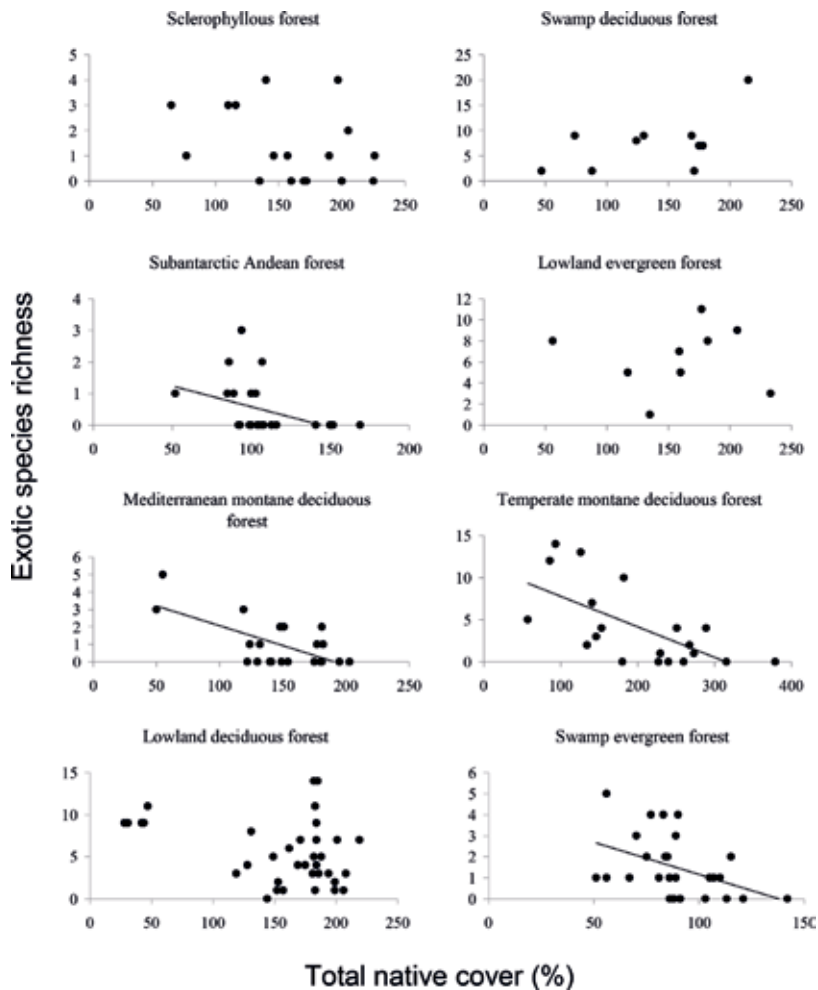 Sclerophyllous forest
5
4
3
2
1
0
0 50 100 150 200 250
Swamp deciduous forest
25
20
15
10
5
0
0 50 100 150 200 250
Subantarctic Andean forest
4
3
2
1
0
0 50 100 150 200
Lowland evergreen forest
12
10
8
6
4
2
0
0 50 100 150 200 250
Mediterranean montane deciduous
forest
6
5
4
3
2
1
0
0 50 100 150 200 250
Temperate montane deciduous forest
15
10
5
0
0 100 200 300 400
Lowland deciduous forest
15
10
5
0
0 50 100 150 200 250
Swamp evergreen forest
6
5
4
3
2
1
0
0 50 100 150
Exotic species richness
Total native cover (%)